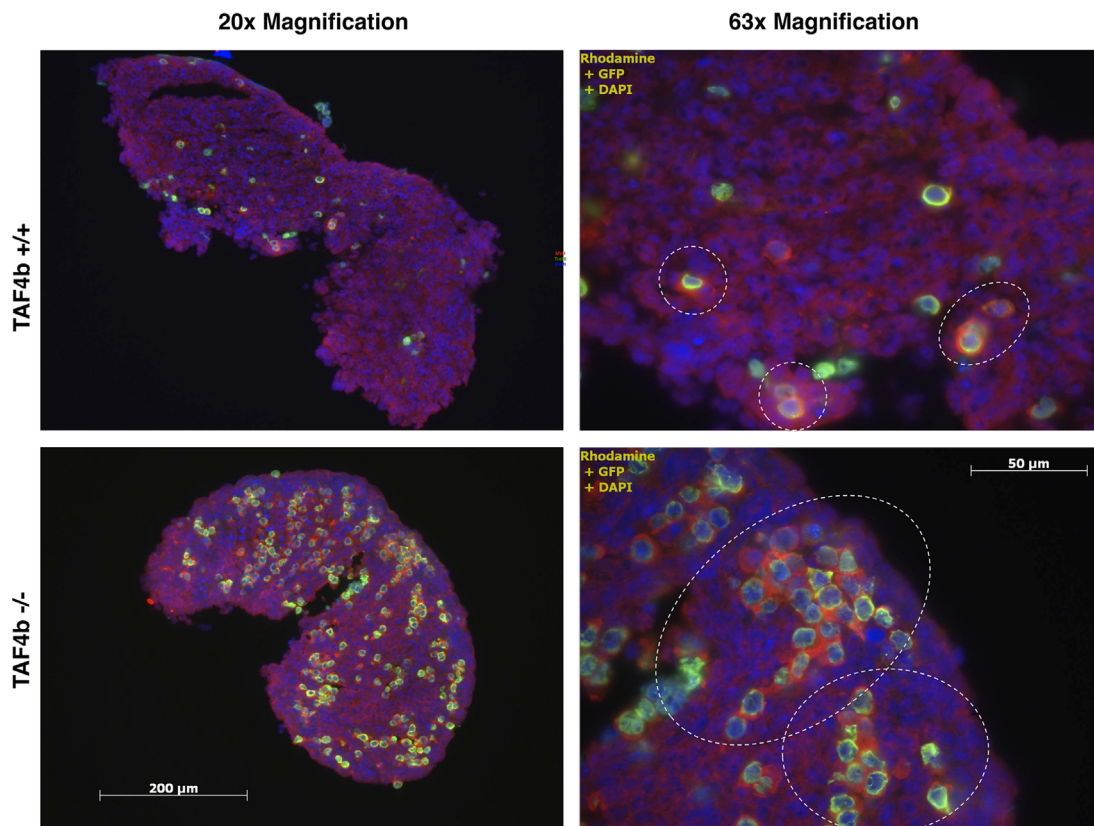 20x Magnification
63x Magnification
TAF4b +/+
Rhodamine
+ GFP
+ DAPI
TAF4b -/-
200 µm
Rhodamine
+ GFP
+ DAPI
50 µm